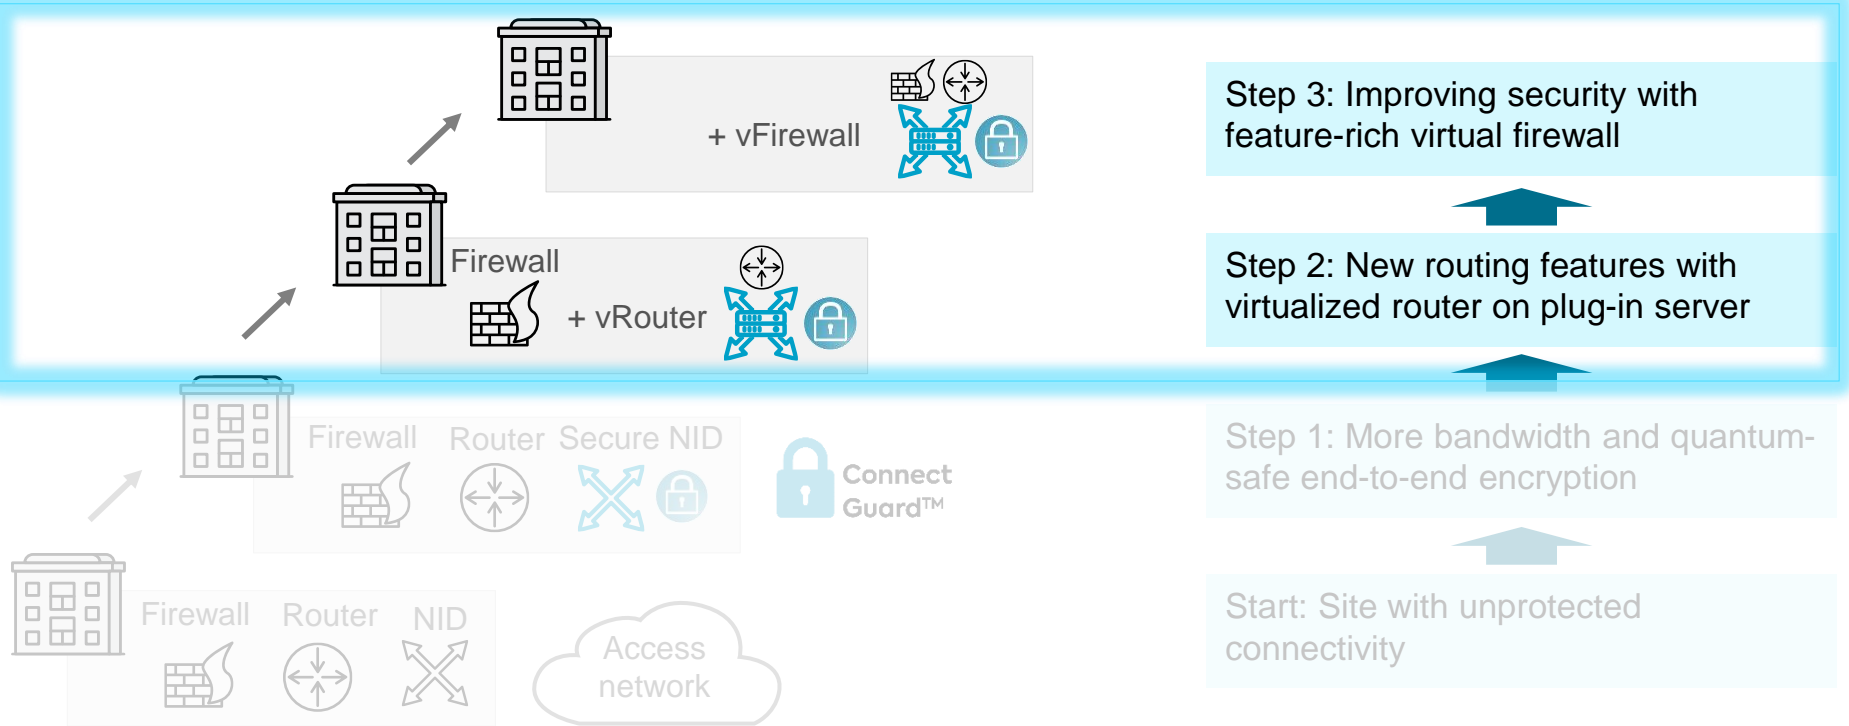 + vFirewall
Step 3: Improving security with
feature-rich virtual firewall
Firewall
+ vRouter
Step 2: New routing features with
virtualized router on plug-in server
Firewall
Router
Secure NID
Connect
Guard™
Step 1: More bandwidth and quantum-
safe end-to-end encryption
Firewall
Router
NID
Access
network
Start: Site with unprotected
connectivity